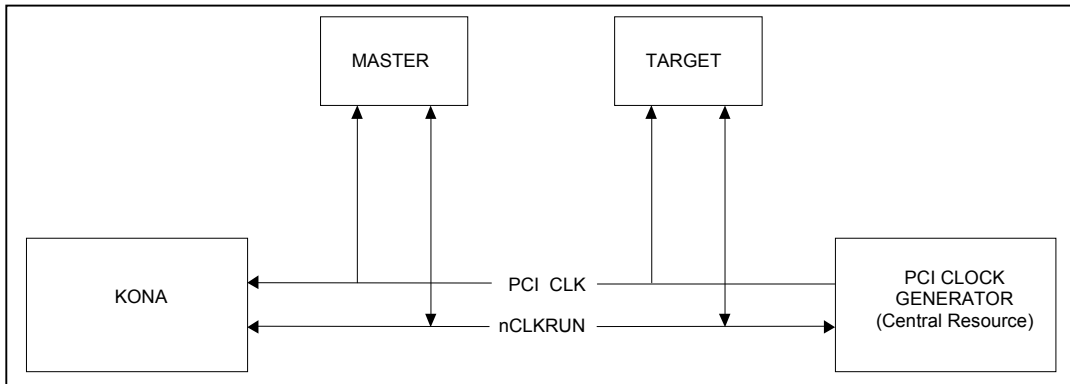 MASTER
TARGET
KONA
PCI CLK
nCLKRUN
PCI CLOCK
GENERATOR
(Central Resource)